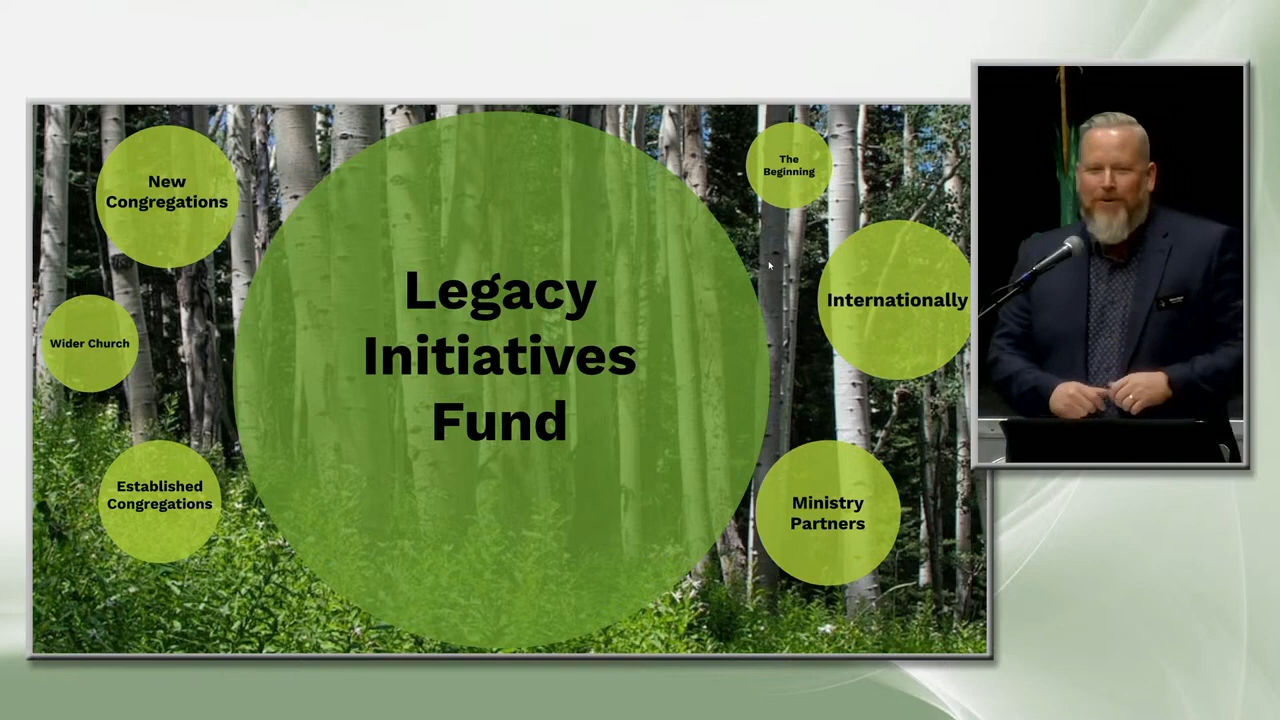 Legacy
Initiatives
Fund
New
Congregations
Wider Church
Established
Congregations
The
Beginning
Internationally
Ministry
Partners